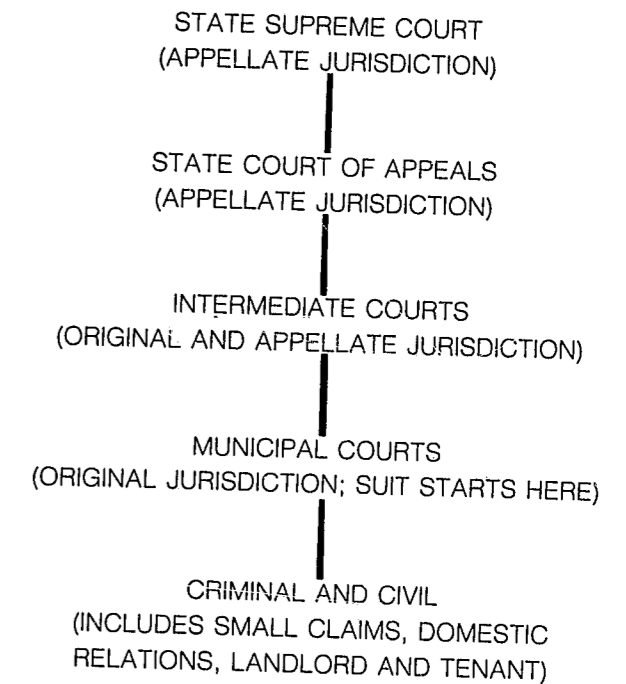 STATE SUPREME COURT
(APPELLATE JURISDICTION)
STATE COURT OF APPEALS
(APPELLATE JURISDICTION)
INTERMEDIATE COURTS
(ORIGINAL AND APPELLATE JURISDICTION)
MUNICIPAL COURTS
(ORIGINAL JURISDICTION; SUIT STARTS HERE)
CRIMINAL AND CIVIL
(INCLUDES SMALL CLAIMS, DOMESTIC
RELATIONS, LANDLORD AND TENANT)